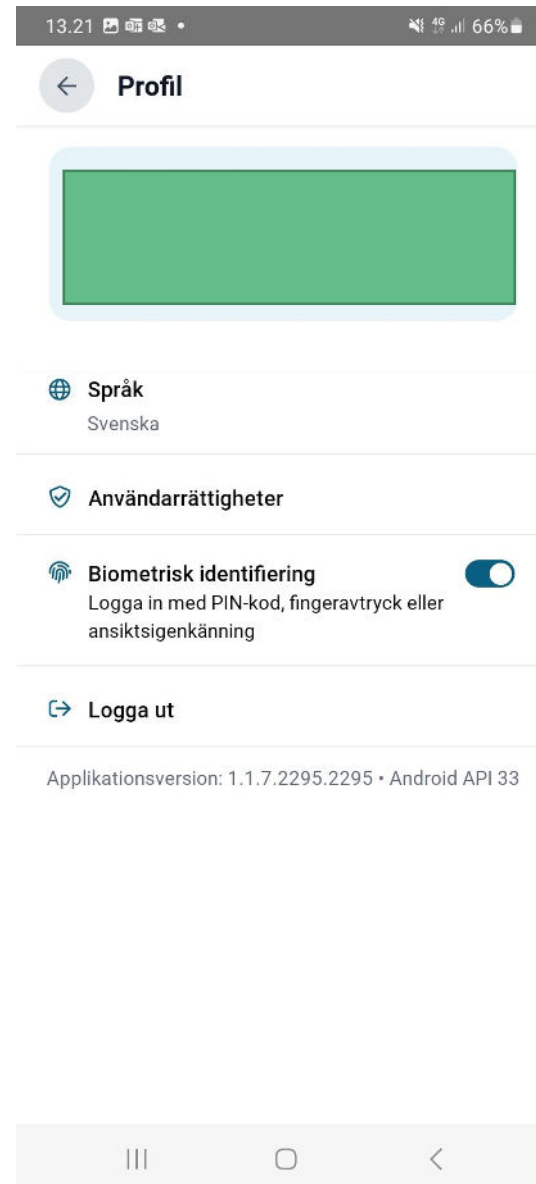 13.21 4G 66%
Profil
Språk
Svenska
Användarrättigheter
Biometrisk identifiering
Logga in med PIN-kod, fingeravtryck eller
ansiktsigenkänning
Logga ut
Applikationsversion: 1.1.7.2295.2295 • Android API 33